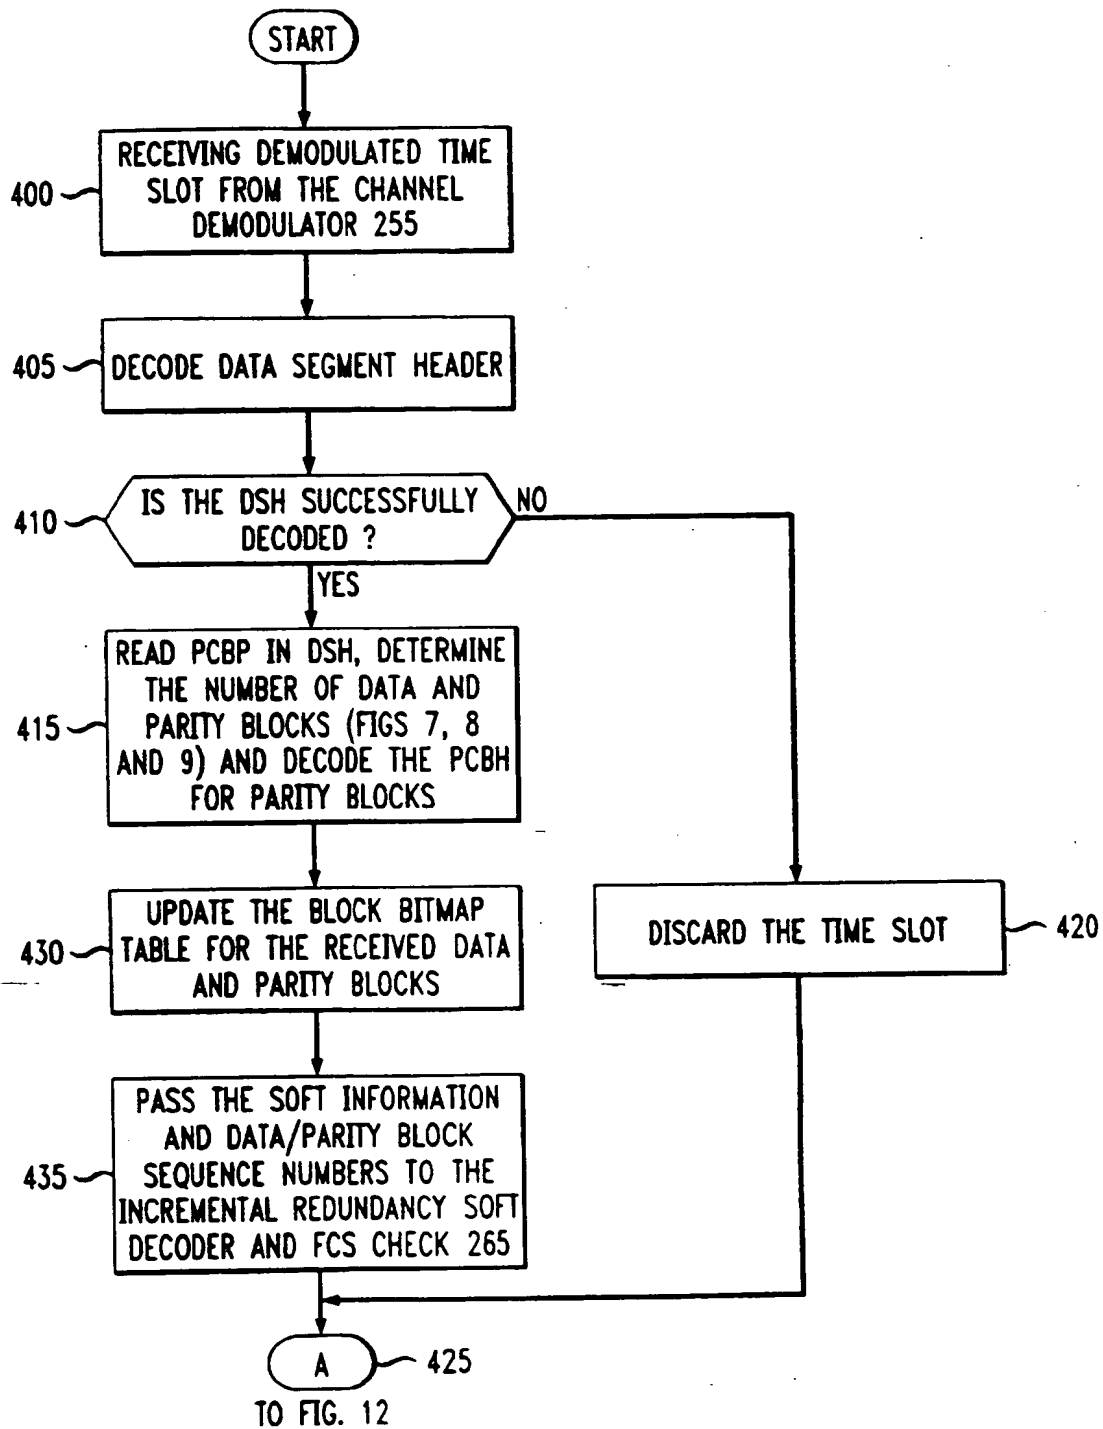 START
RECEIVING DEMODULATED TIME
SLOT FROM THE CHANNEL
DEMODULATOR 255
400
DECODE DATA SEGMENT HEADER
405
IS THE DSH SUCCESSFULLY
DECODED ?
410
NO
YES
READ PCBP IN DSH, DETERMINE
THE NUMBER OF DATA AND
PARITY BLOCKS (FIGS 7, 8
AND 9) AND DECODE THE PCBH
FOR PARITY BLOCKS
415
UPDATE THE BLOCK BITMAP
TABLE FOR THE RECEIVED DATA
AND PARITY BLOCKS
430
DISCARD THE TIME SLOT
420
PASS THE SOFT INFORMATION
AND DATA/PARITY BLOCK
SEQUENCE NUMBERS TO THE
INCREMENTAL REDUNDANCY SOFT
DECODER AND FCS CHECK 265
435
A
425
TO FIG. 12